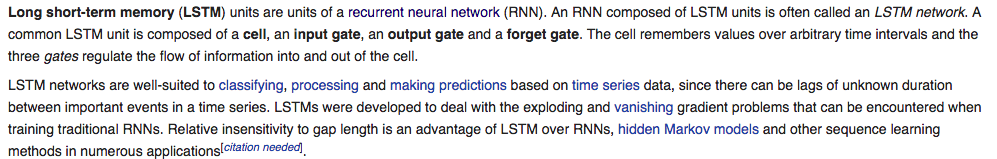 Long short-term memory (LSTM) units are units of a recurrent neural network (RNN). An RNN composed of LSTM units is often called an LSTM network. A
common LSTM unit is composed of a cell, an input gate, an output gate and a forget gate. The cell remembers values over arbitrary time intervals and the
three gates regulate the flow of information into and out of the cell.
LSTM networks are well-suited to classifying, processing and making predictions based on time series data, since there can be lags of unknown duration
between important events in a time series. LSTMs were developed to deal with the exploding and vanishing gradient problems that can be encountered when
training traditional RNNs. Relative insensitivity to gap length is an advantage of LSTM over RNNs, hidden Markov models and other sequence learning
methods in numerous applications[citation needed].